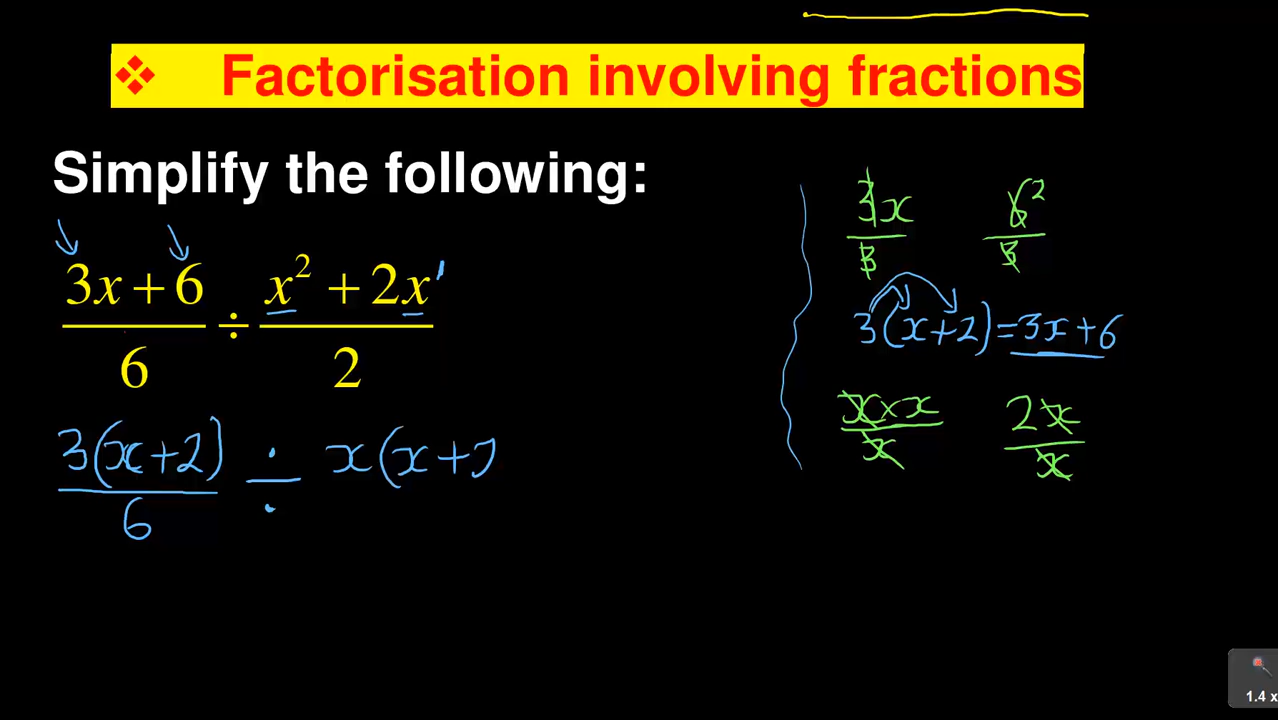 ❖ Factorisation involving fractions
Simplify the following:
3x + 6 / 6 ÷ x² + 2x' / 2
3(x+2) / 6 ÷ x(x+2
3x / 3
6² / 3
3(x+2) = 3x + 6
x × x / x
2x / x
1.4 x